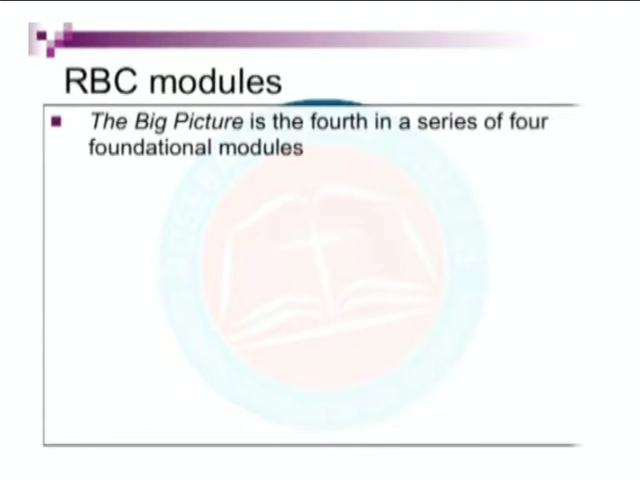 RBC modules
The Big Picture is the fourth in a series of four
foundational modules